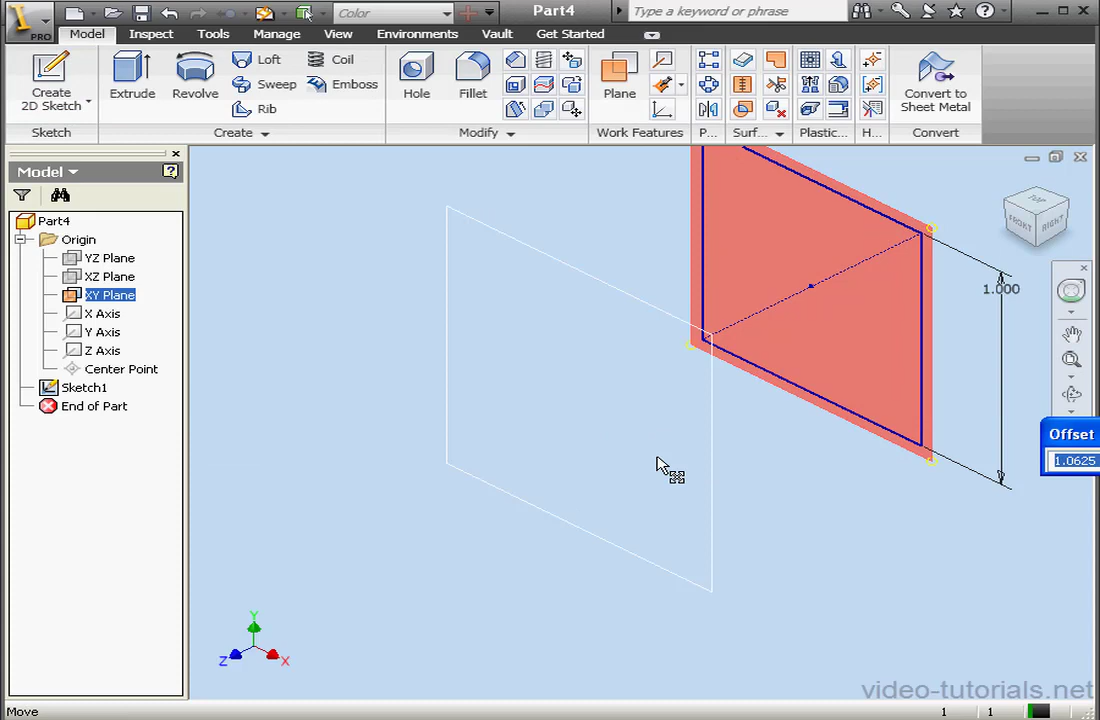 Color
Part4
Type a keyword or phrase
PRO
Model
Inspect
Tools
Manage
View
Environments
Vault
Get Started
Create
2D Sketch
Extrude
Revolve
Loft
Sweep
Rib
Coil
Emboss
Hole
Fillet
Plane
Convert to
Sheet Metal
Sketch
Create
Modify
Work Features
P...
Surf...
Plastic...
H...
Convert
Model
Part4
Origin
YZ Plane
XZ Plane
XY Plane
X Axis
Y Axis
Z Axis
Center Point
Sketch1
End of Part
TOP
FRONT
RIGHT
1.000
Offset
1.0625
Y
Z
X
video-tutorials.net
Move
1
1